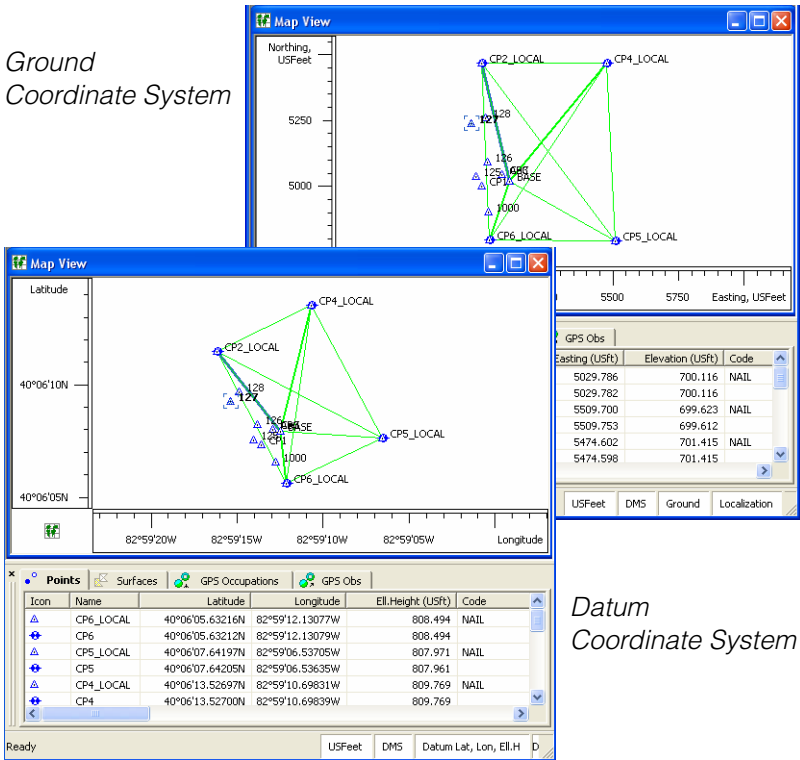 Ground
Coordinate System
Map View
Northing,
USFeet
5250
5000
CP2_LOCAL
CP4_LOCAL
128
127
126
125
CP1
BASE
1000
CP6_LOCAL
CP5_LOCAL
5500
5750
Easting, USFeet
GPS Obs
Easting (USft) Elevation (USft) Code
5029.786 700.116 NAIL
5029.782 700.116
5509.700 699.623 NAIL
5509.753 699.612
5474.602 701.415 NAIL
5474.598 701.415
USFeet DMS Ground Localization
Map View
Latitude
40°06'10N
40°06'05N
CP4_LOCAL
CP2_LOCAL
128
127
126
BASE
CP1
CP5_LOCAL
1000
CP6_LOCAL
82°59'20W 82°59'15W 82°59'10W 82°59'05W Longitude
Points Surfaces GPS Occupations GPS Obs
Icon Name Latitude Longitude Ell.Height (USft) Code
CP6_LOCAL 40°06'05.63216N 82°59'12.13077W 808.494 NAIL
CP6 40°06'05.63212N 82°59'12.13079W 808.494
CP5_LOCAL 40°06'07.64197N 82°59'06.53705W 807.971 NAIL
CP5 40°06'07.64205N 82°59'06.53635W 807.961
CP4_LOCAL 40°06'13.52697N 82°59'10.69831W 809.769 NAIL
CP4 40°06'13.52700N 82°59'10.69839W 809.769
Ready USFeet DMS Datum Lat, Lon, Ell.H D
Datum
Coordinate System